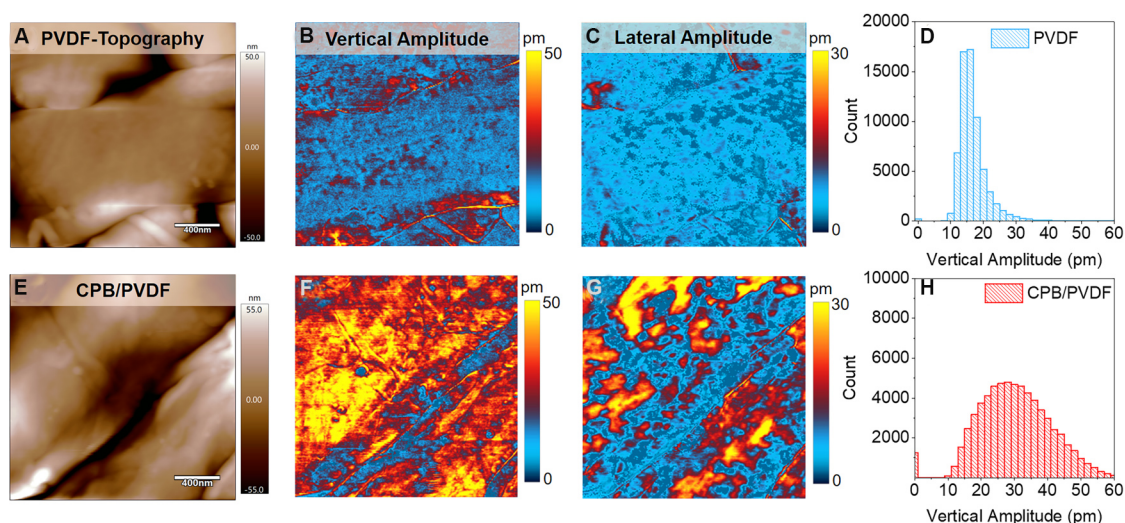 A PVDF-Topography
nm
50.0
0.00
-50.0
400nm
B Vertical Amplitude
pm
50
0
C Lateral Amplitude
pm
30
0
D
PVDF
Count
20000
15000
10000
5000
0
0 10 20 30 40 50 60
Vertical Amplitude (pm)
E CPB/PVDF
nm
55.0
0.00
-55.0
400nm
F
pm
50
0
G
pm
30
0
H
CPB/PVDF
Count
10000
8000
6000
4000
2000
0 10 20 30 40 50 60
Vertical Amplitude (pm)